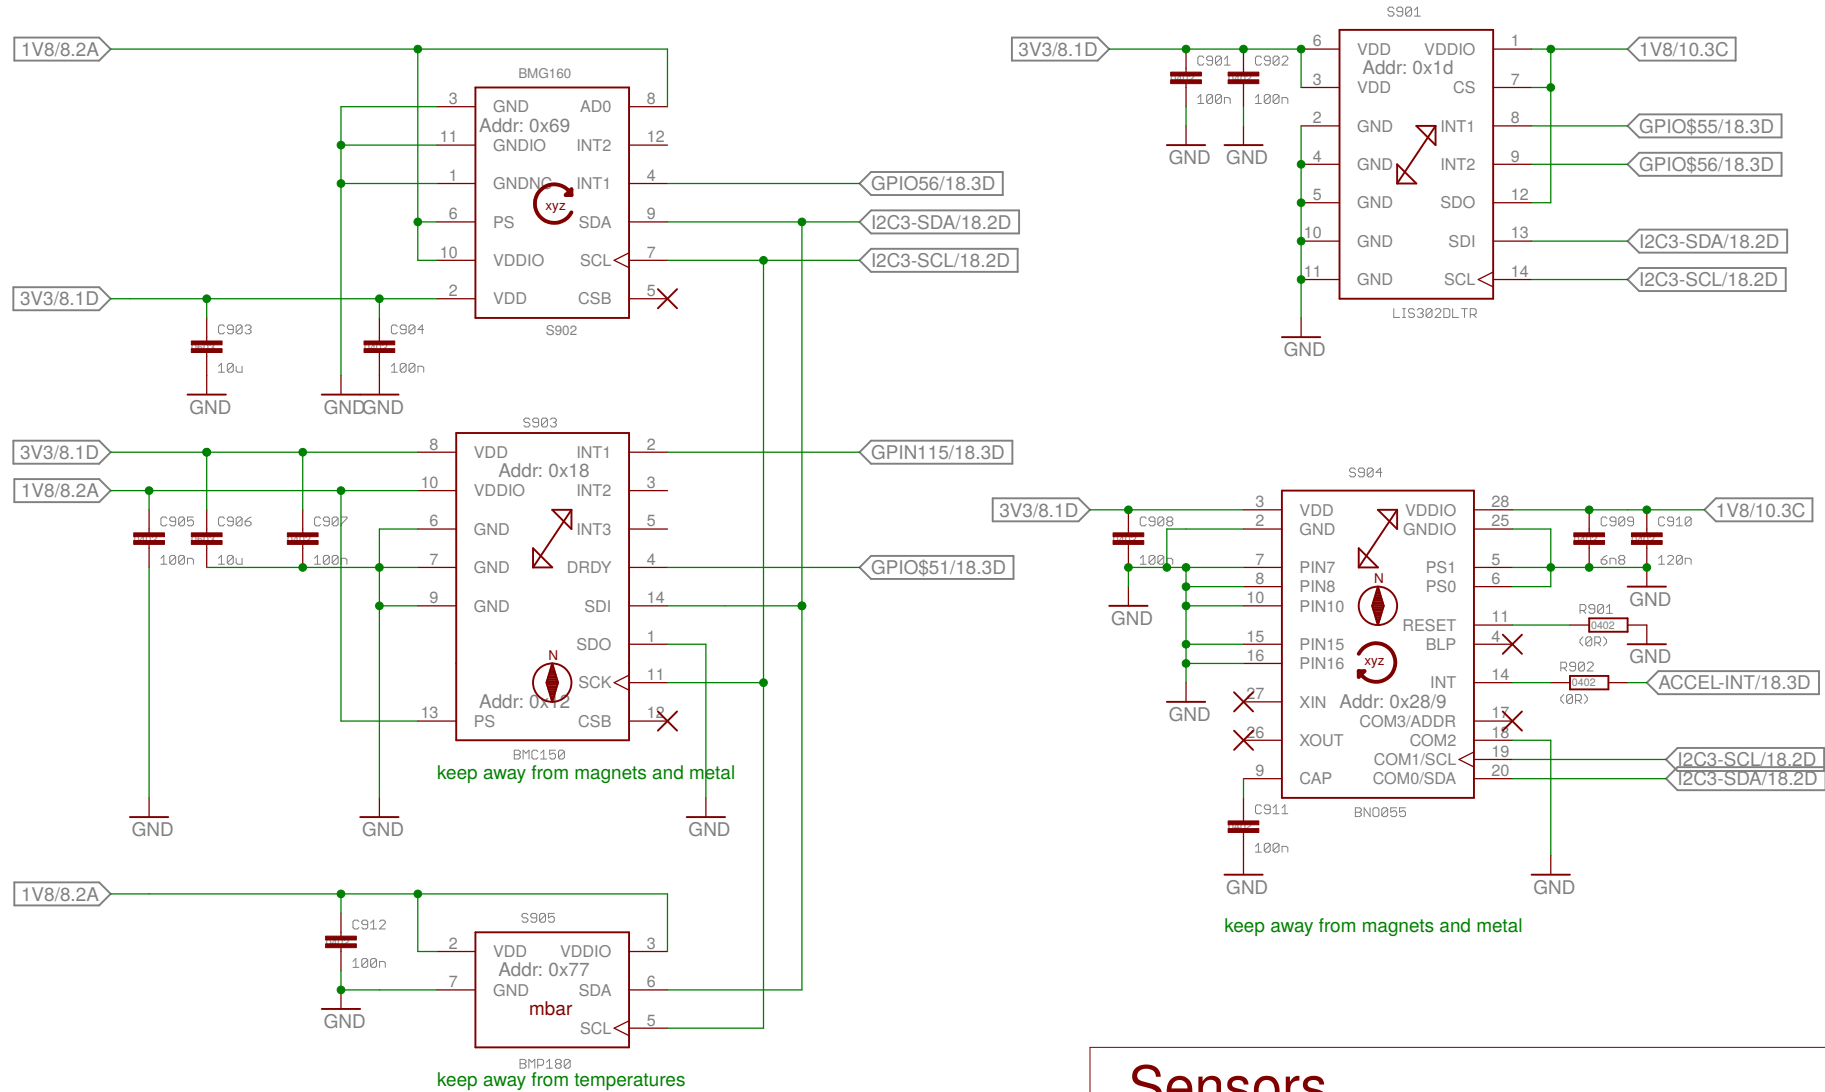 1V8/8.2A
BMG160
3 GND AD0 8
Addr: 0x69
11 GNDIO INT2 12
1 GNDNC INT1 4 GPIO56/18.3D
xyz
6 PS SDA 9 I2C3-SDA/18.2D
10 VDDIO SCL 7 I2C3-SCL/18.2D
3V3/8.1D 2 VDD CSB 5
S902
C903 C904
10u 100n
GND GND GND
S901
3V3/8.1D 6 VDD VDDIO 1 1V8/10.3C
C901 C902 Addr: 0x1d
100n 100n 3 VDD CS 7
2 GND INT1 8 GPIO$55/18.3D
GND GND 4 GND INT2 9 GPIO$56/18.3D
5 GND SDO 12
10 GND SDI 13 I2C3-SDA/18.2D
11 GND SCL 14 I2C3-SCL/18.2D
LIS302DLTR
GND
S903
3V3/8.1D 8 VDD INT1 2 GPIN115/18.3D
Addr: 0x18
1V8/8.2A 10 VDDIO INT2 3
C905 C906 C907 6 GND INT3 5
100n 10u 100n
7 GND DRDY 4 GPIO$51/18.3D
9 GND SDI 14
SDO 1
N
SCK 11
Addr: 0x12
13 PS CSB 12
BMC150
keep away from magnets and metal
GND GND GND
S904
3V3/8.1D 3 VDD VDDIO 28 1V8/10.3C
C908 2 GND GNDIO 25 C909 C910
100n 6n8 120n
7 PIN7 PS1 5
8 PIN8 PS0 6
N
10 PIN10
GND GND
RESET 11 R901 0402 (0R)
15 PIN15 BLP 4
GND
16 PIN16
xyz
INT 14 R902 0402 (0R) ACCEL-INT/18.3D
27 XIN Addr: 0x28/9
GND COM3/ADDR 17
26 XOUT COM2 18
COM1/SCL 19 I2C3-SCL/18.2D
9 CAP COM0/SDA 20 I2C3-SDA/18.2D
C911 BNO055
100n
GND GND
keep away from magnets and metal
1V8/8.2A
C912 S905
100n 2 VDD VDDIO 3
Addr: 0x77
7 GND SDA 6
mbar
GND SCL 5
BMP180
keep away from temperatures
Sensors